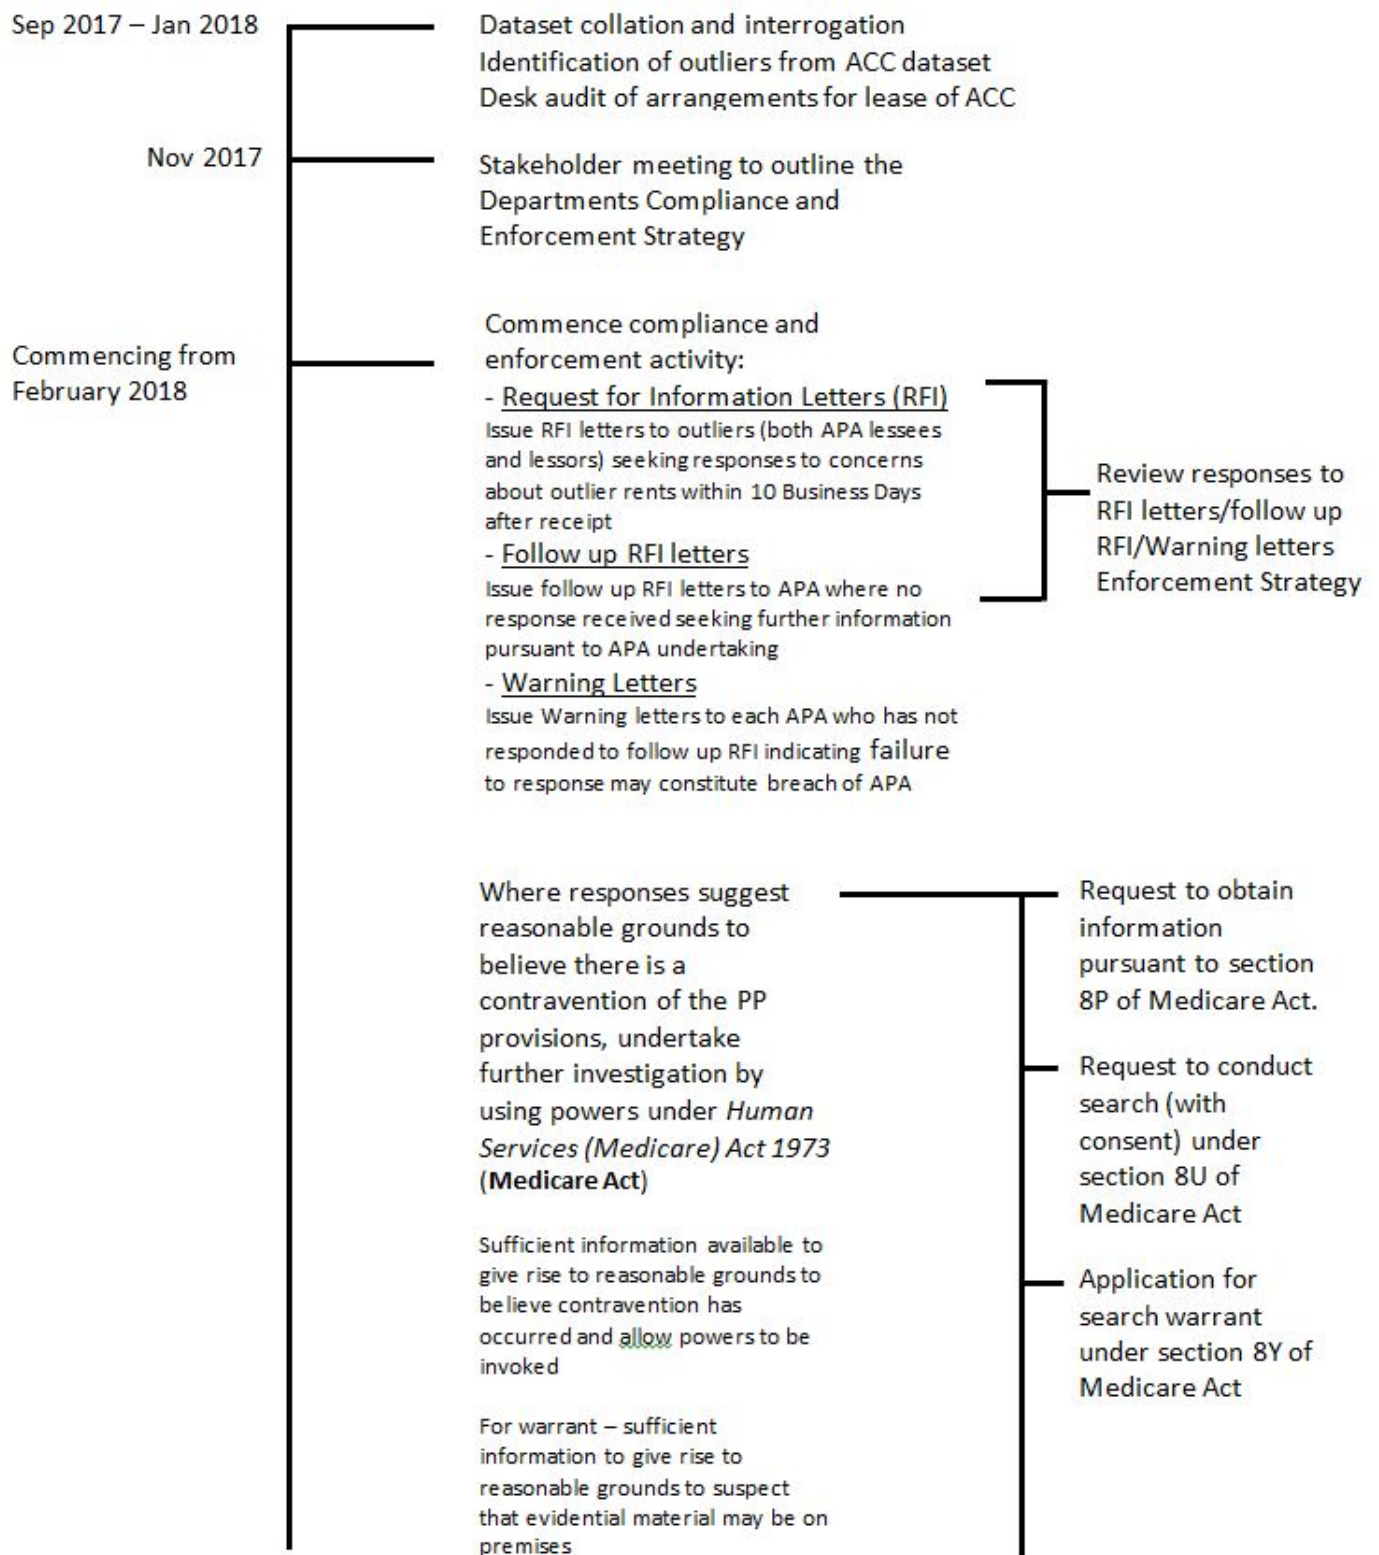 Sep 2017 – Jan 2018
Dataset collation and interrogation
Identification of outliers from ACC dataset
Desk audit of arrangements for lease of ACC
Nov 2017
Stakeholder meeting to outline the
Departments Compliance and
Enforcement Strategy
Commencing from
February 2018
Commence compliance and
enforcement activity:
- Request for Information Letters (RFI)
Issue RFI letters to outliers (both APA lessees
and lessors) seeking responses to concerns
about outlier rents within 10 Business Days
after receipt
- Follow up RFI letters
Issue follow up RFI letters to APA where no
response received seeking further information
pursuant to APA undertaking
- Warning Letters
Issue Warning letters to each APA who has not
responded to follow up RFI indicating failure
to response may constitute breach of APA
Review responses to
RFI letters/follow up
RFI/Warning letters
Enforcement Strategy
Where responses suggest
reasonable grounds to
believe there is a
contravention of the PP
provisions, undertake
further investigation by
using powers under Human
Services (Medicare) Act 1973
(Medicare Act)
Sufficient information available to
give rise to reasonable grounds to
believe contravention has
occurred and allow powers to be
invoked
For warrant – sufficient
information to give rise to
reasonable grounds to suspect
that evidential material may be on
premises
Request to obtain
information
pursuant to section
8P of Medicare Act.
Request to conduct
search (with
consent) under
section 8U of
Medicare Act
Application for
search warrant
under section 8Y of
Medicare Act